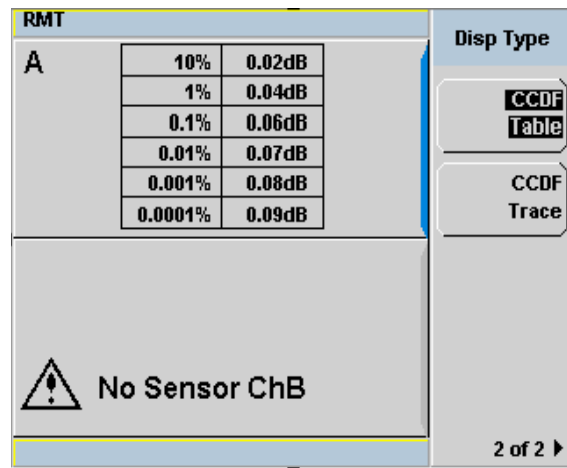 RMT
Disp Type
A
10% 0.02dB
1% 0.04dB
0.1% 0.06dB
0.01% 0.07dB
0.001% 0.08dB
0.0001% 0.09dB
CCDF
Table
CCDF
Trace
No Sensor ChB
2 of 2